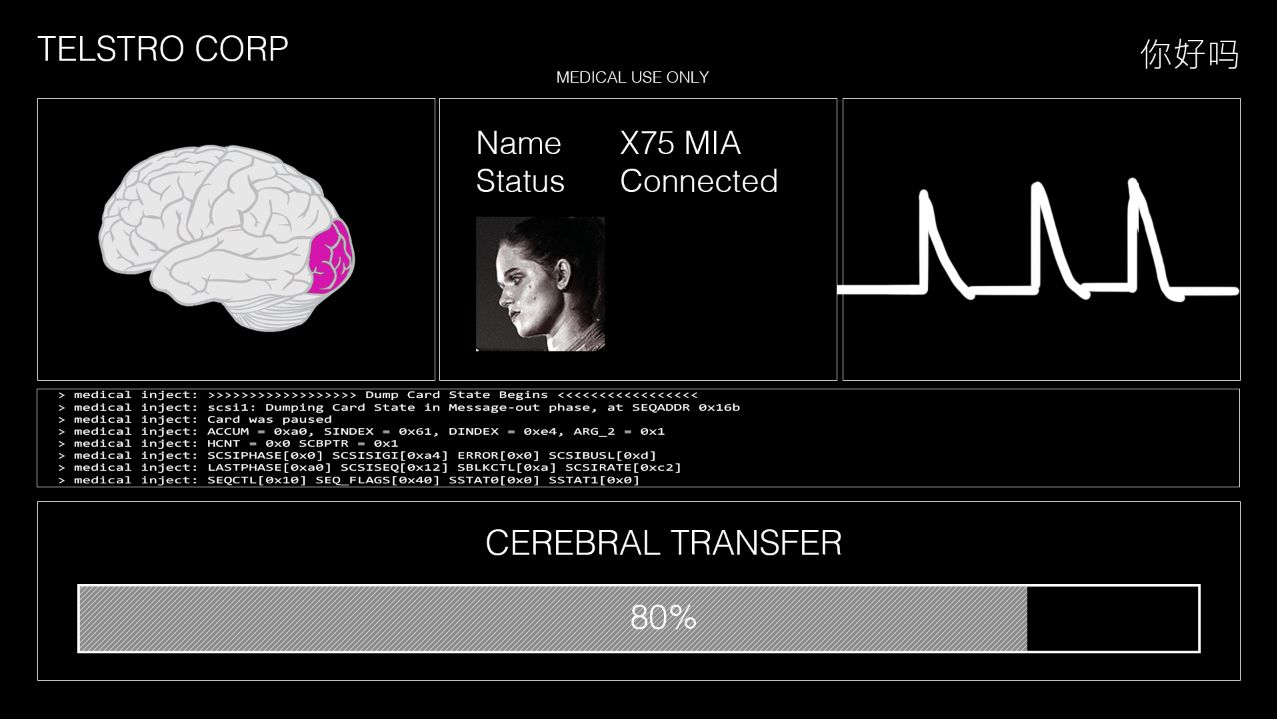 TELSTRO CORP
你好吗
MEDICAL USE ONLY
Name X75 MIA
Status Connected
> medical inject: >>>>>>>>>>>>>>>>>> Dump Card State Begins <<<<<<<<<<<<<<<<<
> medical inject: scsi1: Dumping Card State in Message-out phase, at SEQADDR 0x16b
> medical inject: Card was paused
> medical inject: ACCUM = 0xa0, SINDEX = 0x61, DINDEX = 0xe4, ARG_2 = 0x1
> medical inject: HCNT = 0x0 SCBPTR = 0x1
> medical inject: SCSIPHASE[0x0] SCSISIGI[0xa4] ERROR[0x0] SCSIBUSL[0xd]
> medical inject: LASTPHASE[0xa0] SCSISEQ[0x12] SBLKCTL[0xa] SCSIRATE[0xc2]
> medical inject: SEQCTL[0x10] SEQ_FLAGS[0x40] SSTAT0[0x0] SSTAT1[0x0]
CEREBRAL TRANSFER
80%